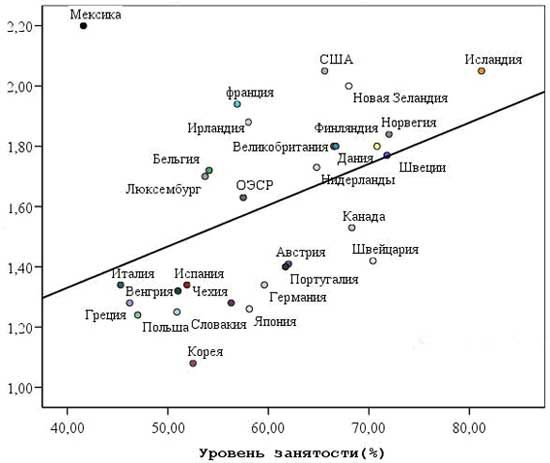 2,20
2,00
1,80
1,60
1,40
1,20
1,00
Мексика
США
Исландия
франция
Новая Зеландия
Ирландия
Финляндия
Норвегия
Великобритания
Дания
Швеции
Бельгия
Люксембург
ОЭСР
Нидерланды
Канада
Швейцария
Австрия
Италия
Испания
Португалия
Венгрия
Чехия
Германия
Греция
Польша
Словакия
Япония
Корея
40,00 50,00 60,00 70,00 80,00
Уровень занятости(%)